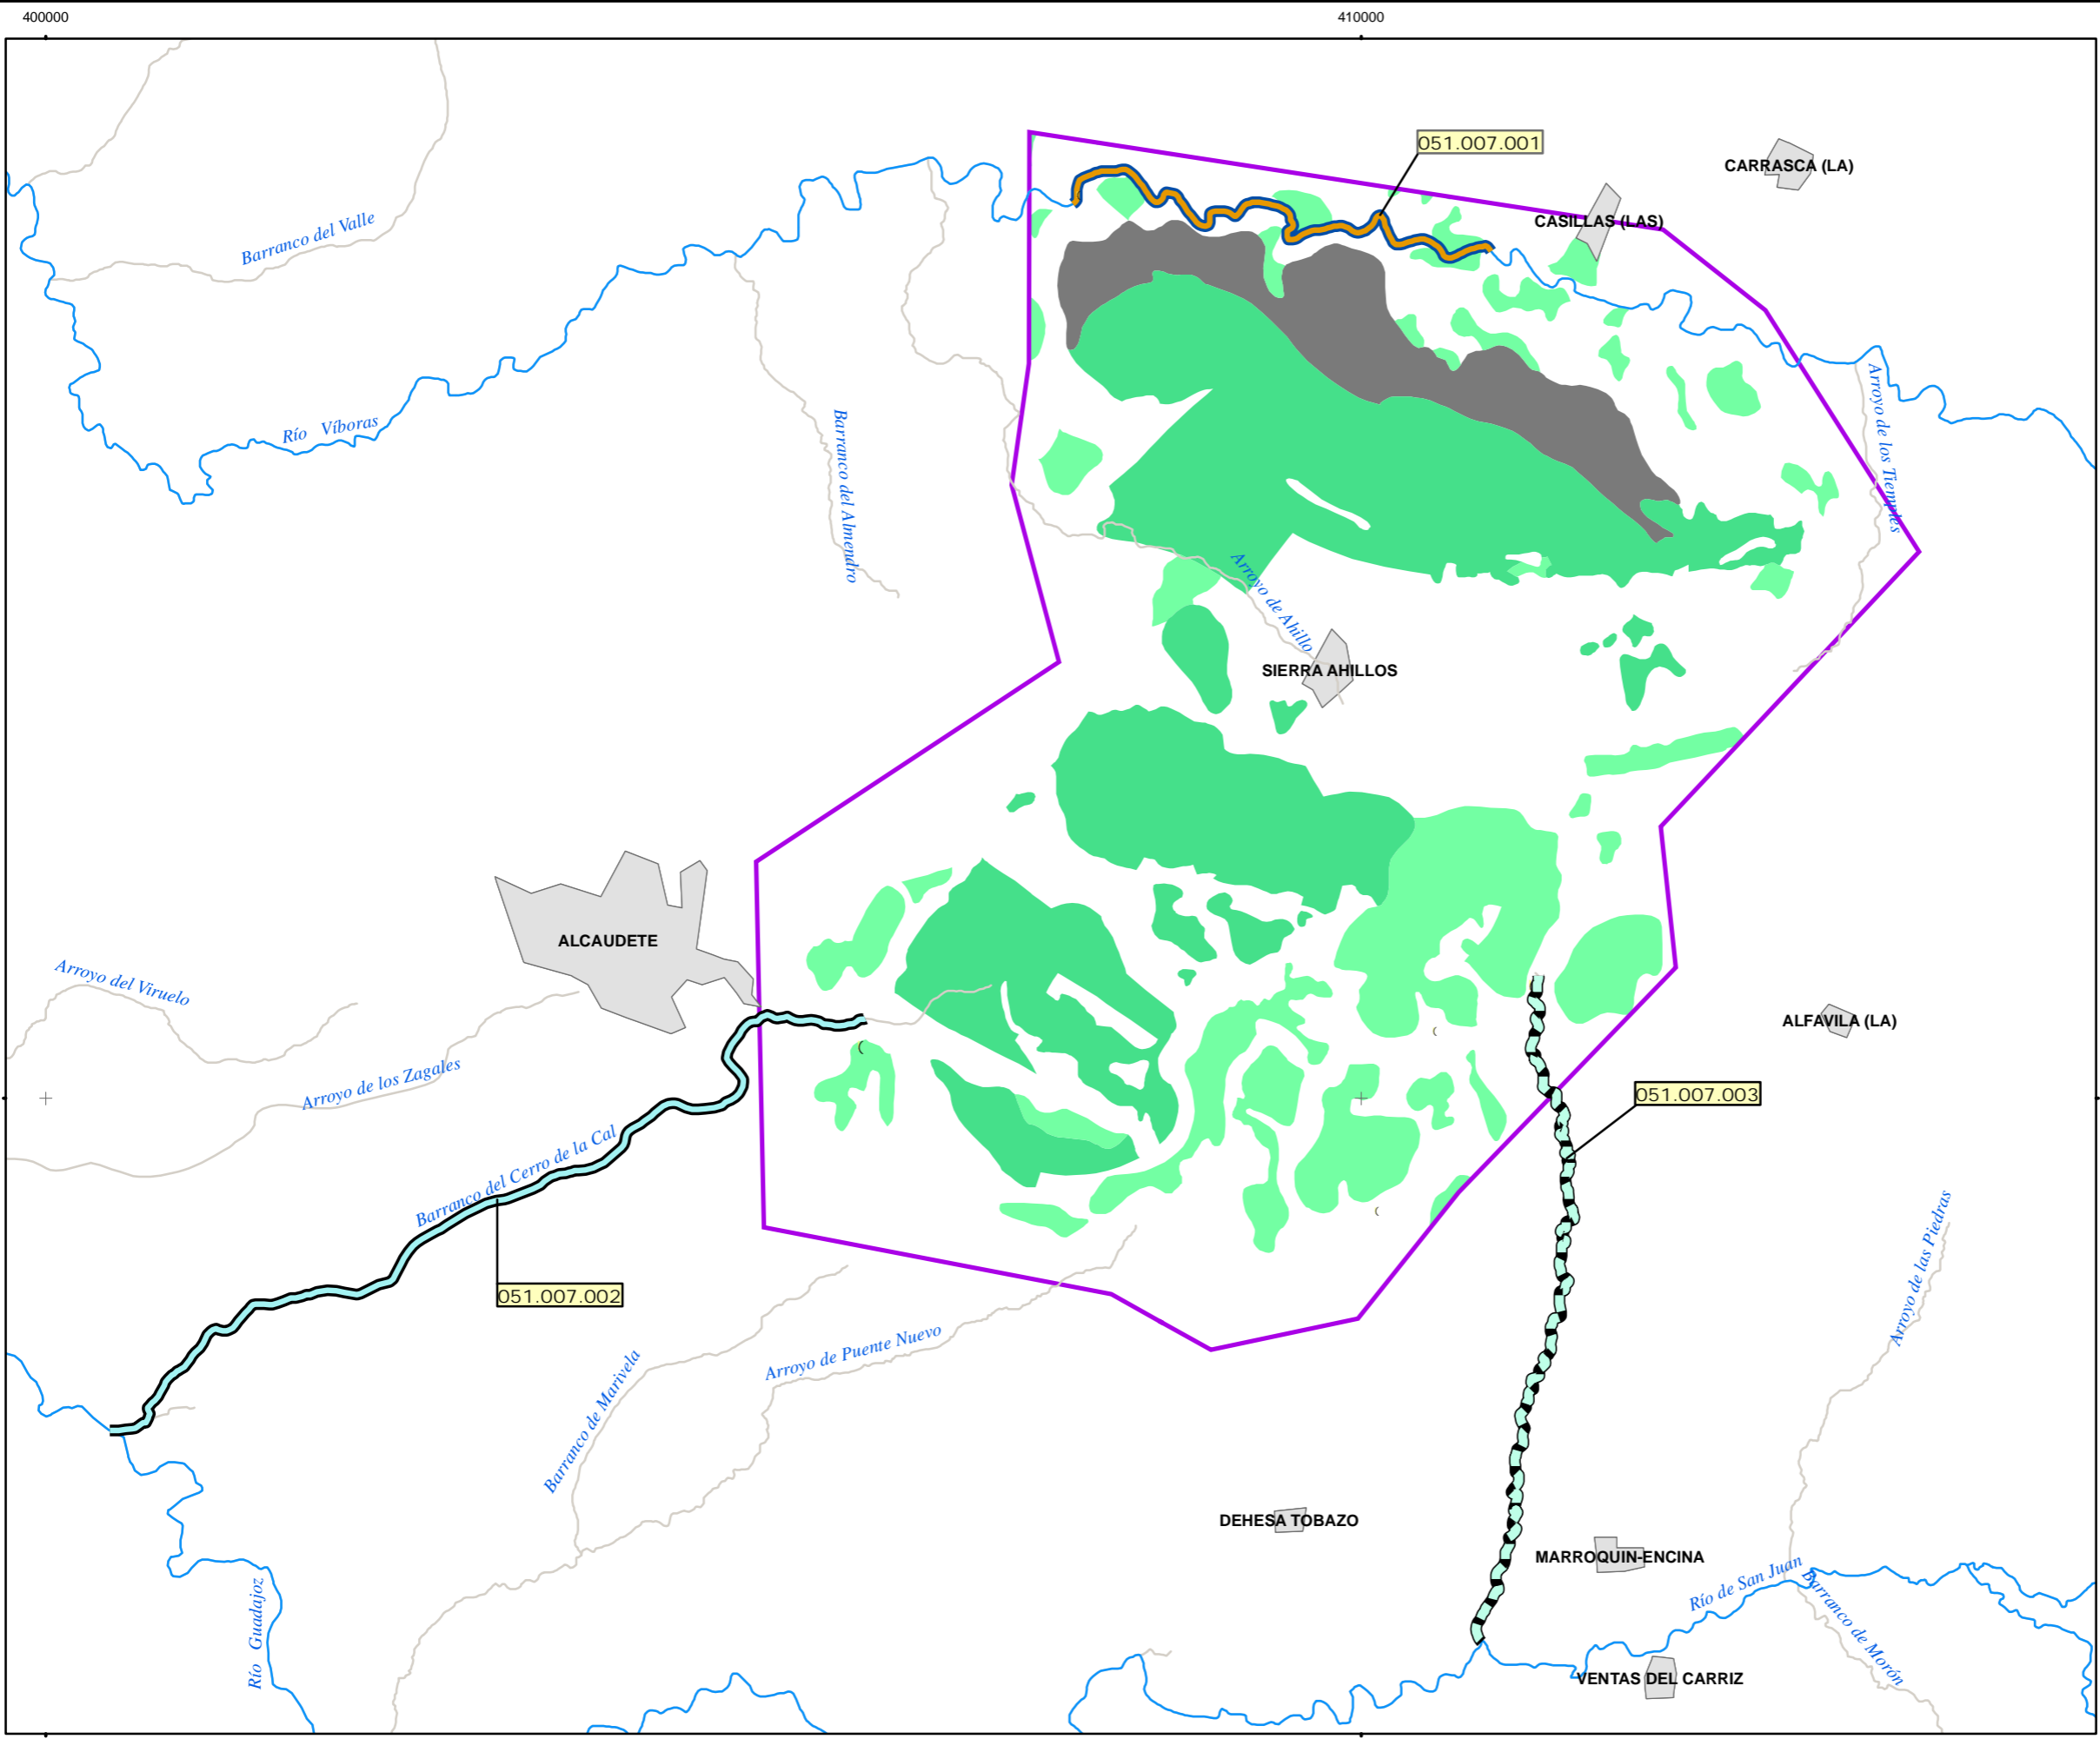 400000
410000
051.007.001
CARRASCA (LA)
CASILLAS (LAS)
Barranco del Valle
Río Víboras
Barranco del Almendro
Arroyo de los Tiemples
Arroyo de Ahillo
SIERRA AHILLOS
ALCAUDETE
Arroyo del Viruelo
ALFAVILA (LA)
Arroyo de los Zagales
051.007.003
Barranco del Cerro de la Cal
051.007.002
Arroyo de las Piedras
Arroyo de Puente Nuevo
Barranco de Marivela
DEHESA TOBAZO
MARROQUIN-ENCINA
Río de San Juan
Barranco de Morón
Río Guadajoz
VENTAS DEL CARRIZ